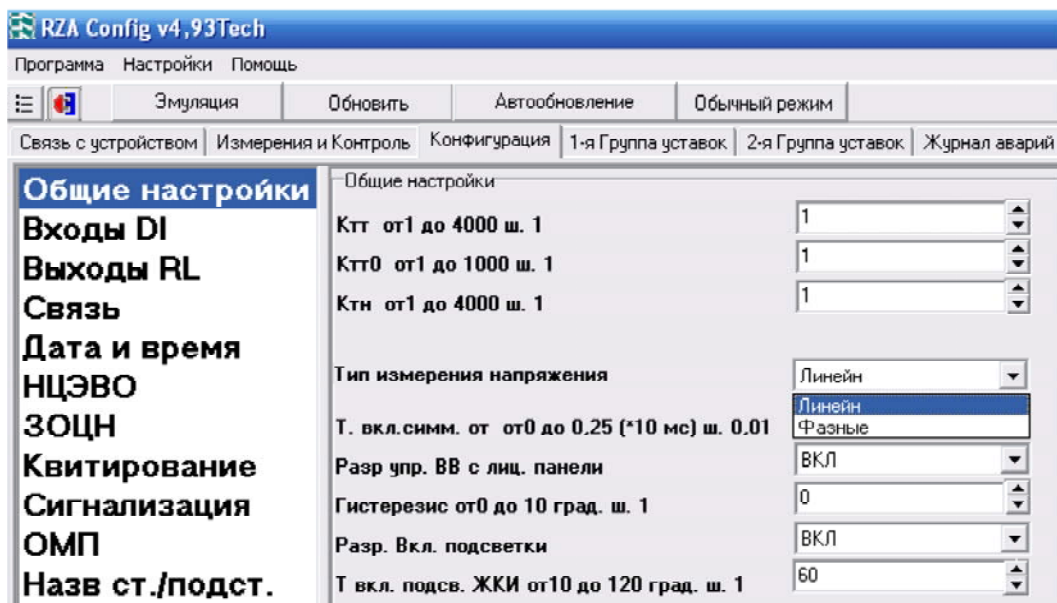 RZA Config v4,93Tech
Программа Настройки Помощь
Эмуляция Обновить Автообновление Обычный режим
Связь с устройством Измерения и Контроль Конфигурация 1-я Группа уставок 2-я Группа уставок Журнал аварий
Общие настройки
Входы DI
Выходы RL
Связь
Дата и время
НЦЭВО
ЗОЦН
Квитирование
Сигнализация
ОМП
Назв ст./подст.
Общие настройки
Ктт от1 до 4000 ш. 1 1
Ктт0 от1 до 1000 ш. 1 1
Ктн от1 до 4000 ш. 1 1
Тип измерения напряжения Линейн
Линейн
Фазные
Т. вкл.симм. от от0 до 0,25 (*10 мс) ш. 0,01
Разр упр. ВВ с лиц. панели ВКЛ
Гистерезис от0 до 10 град. ш. 1 0
Разр. Вкл. подсветки ВКЛ
Т вкл. подсв. ЖКИ от10 до 120 град. ш. 1 60